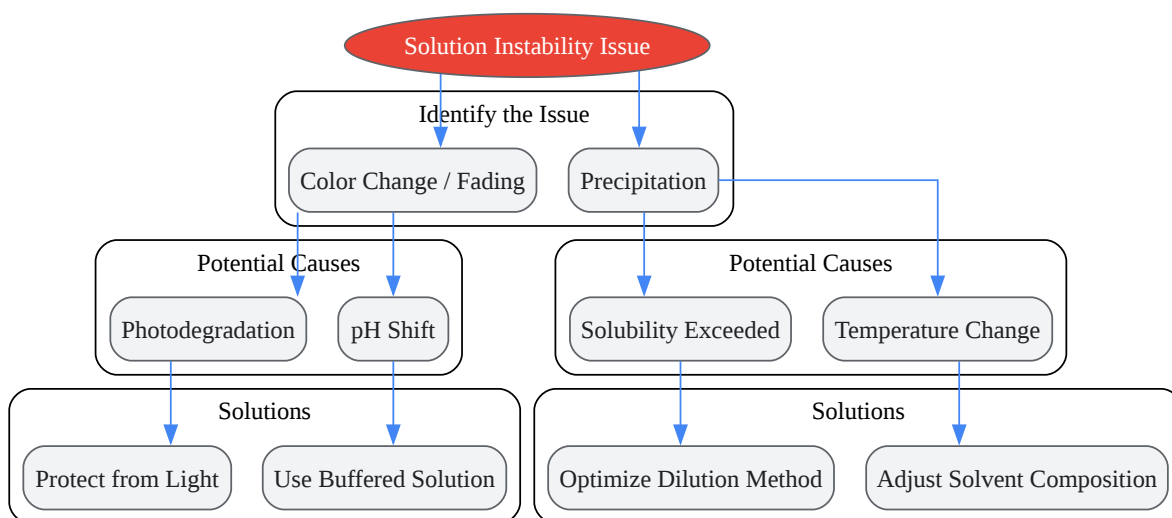 Solution Instability Issue
Identify the Issue
Color Change / Fading
Precipitation
Potential Causes
Potential Causes
Photodegradation
pH Shift
Solubility Exceeded
Temperature Change
Solutions
Solutions
Protect from Light
Use Buffered Solution
Optimize Dilution Method
Adjust Solvent Composition